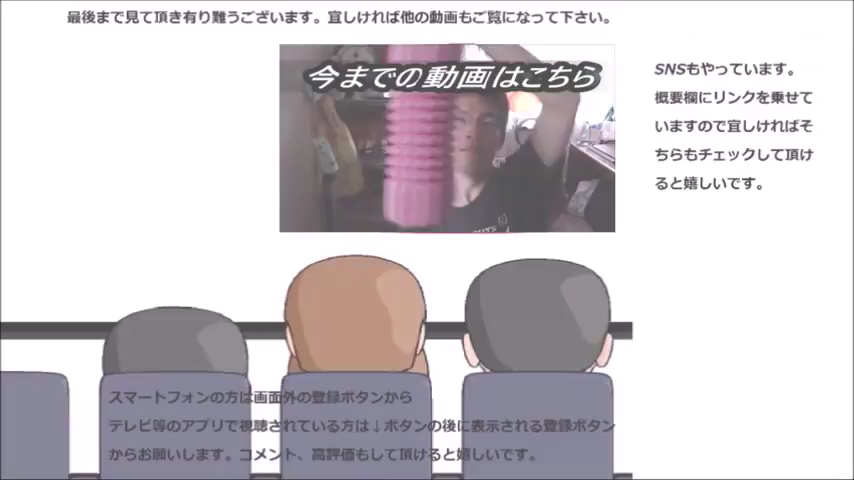 最後まで見て頂き有り難うございます。宜しければ他の動画もご覧になって下さい。
今までの動画はこちら
SNSもやっています。
概要欄にリンクを乗せて
いますので宜しければそ
ちらもチェックして頂け
ると嬉しいです。
スマートフォンの方は画面外の登録ボタンから
テレビ等のアプリで視聴されている方は↓ボタンの後に表示される登録ボタン
からお願いします。コメント、高評価もして頂けると嬉しいです。